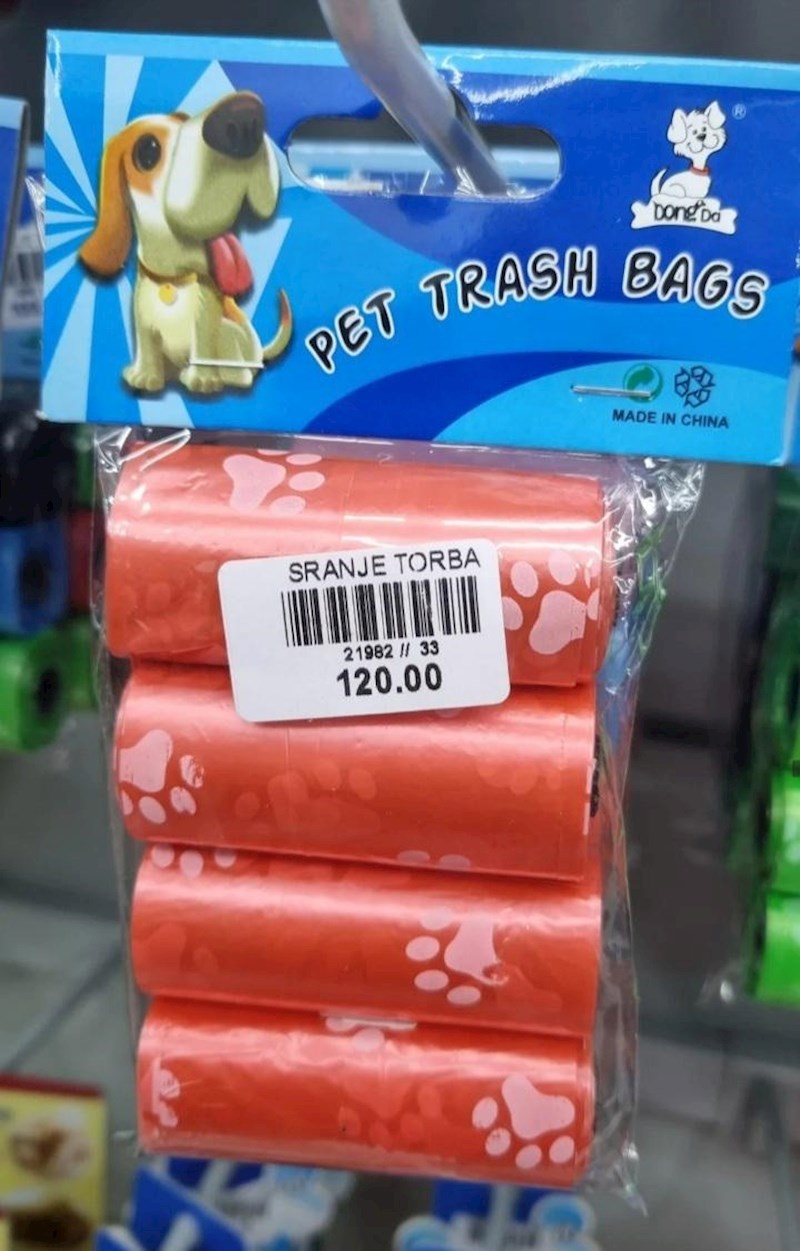 Dong Da
®
PET TRASH BAGS
MADE IN CHINA
SRANJE TORBA
21982 // 33
120.00